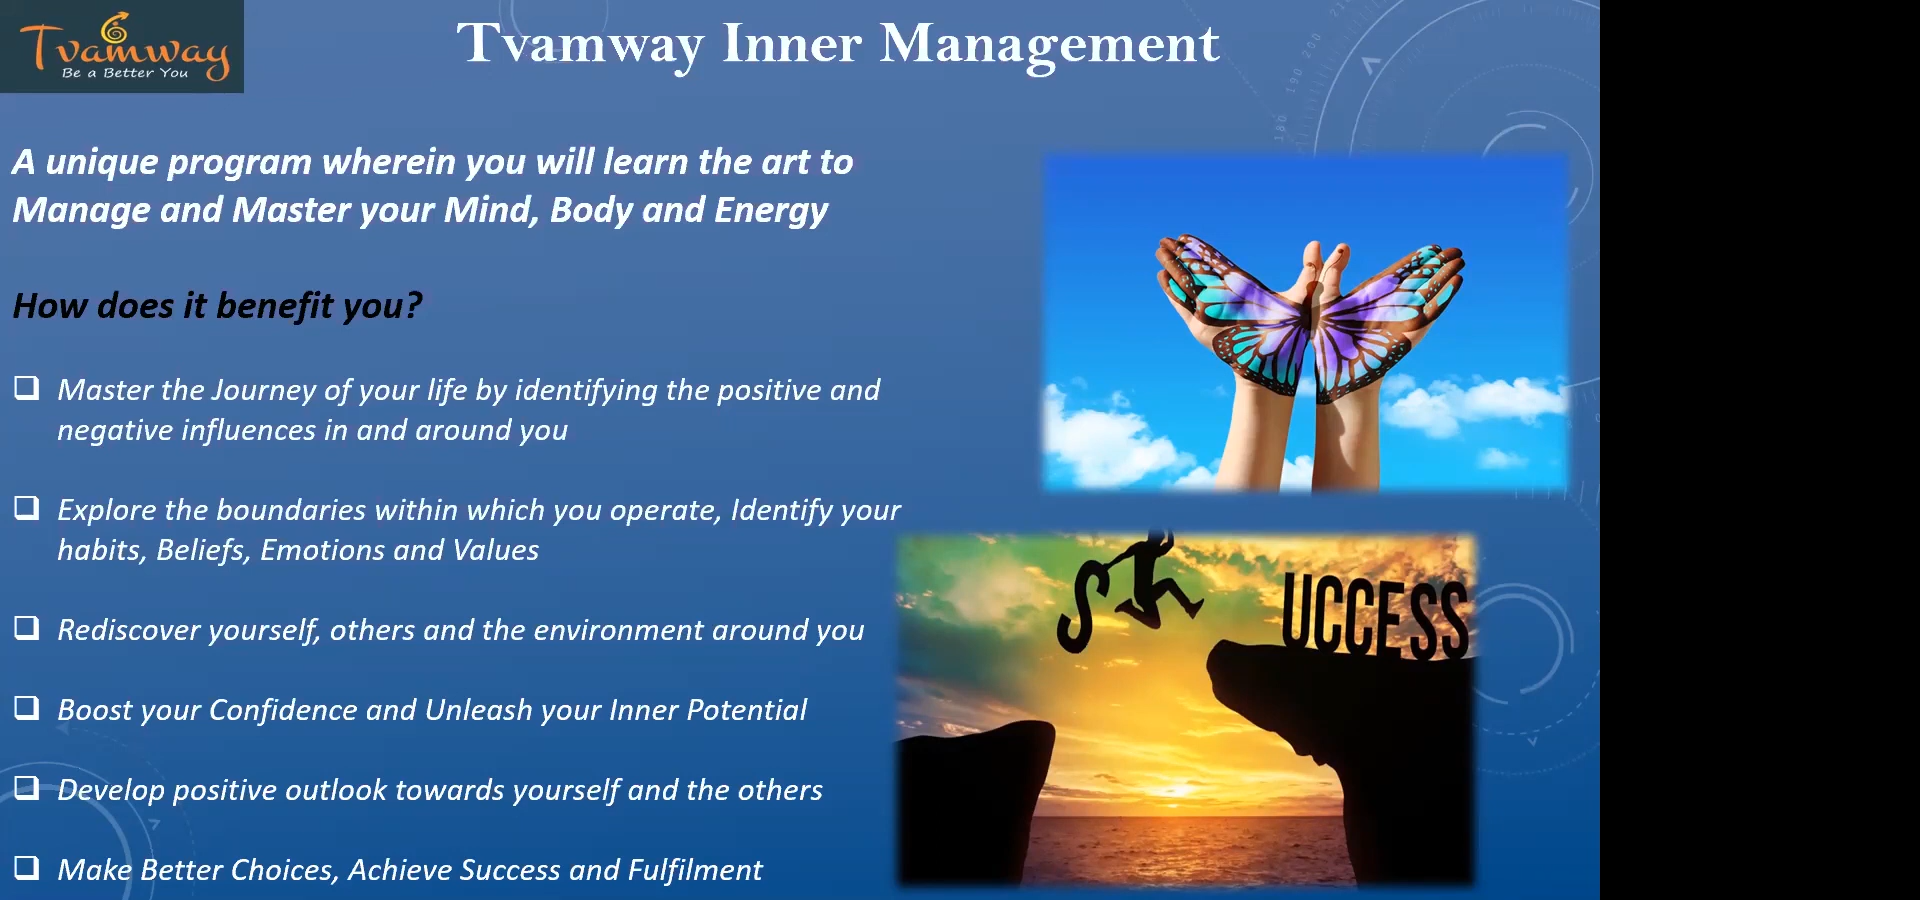 Tvamway
Be a Better You
Tvamway Inner Management
A unique program wherein you will learn the art to
Manage and Master your Mind, Body and Energy
How does it benefit you?
Master the Journey of your life by identifying the positive and
negative influences in and around you
Explore the boundaries within which you operate, Identify your
habits, Beliefs, Emotions and Values
Rediscover yourself, others and the environment around you
Boost your Confidence and Unleash your Inner Potential
Develop positive outlook towards yourself and the others
Make Better Choices, Achieve Success and Fulfilment
180 190 200 210
S UCCESS